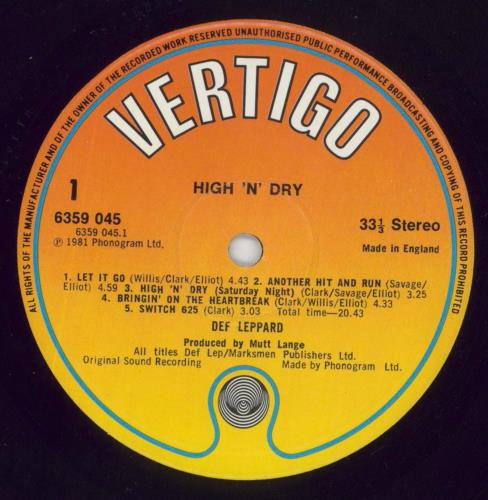 ALL RIGHTS OF THE MANUFACTURER AND OF THE OWNER OF THE RECORDED WORK RESERVED UNAUTHORISED PUBLIC PERFORMANCE BROADCASTING AND COPYING OF THIS RECORD PROHIBITED
VERTIGO
HIGH 'N' DRY
1
6359 045
6359 045.1
℗ 1981 Phonogram Ltd.
33⅓ Stereo
Made in England
1. LET IT GO (Willis/Clark/Elliot) 4.43 2. ANOTHER HIT AND RUN (Savage/
Elliot) 4.59 3. HIGH 'N' DRY (Saturday Night) (Clark/Savage/Elliot) 3.25
4. BRINGIN' ON THE HEARTBREAK (Clark/Willis/Elliot) 4.33
5. SWITCH 625 (Clark) 3.03 Total time—20.43
DEF LEPPARD
Produced by Mutt Lange
All titles Def Lep/Marksmen Publishers Ltd.
Original Sound Recording Made by Phonogram Ltd.